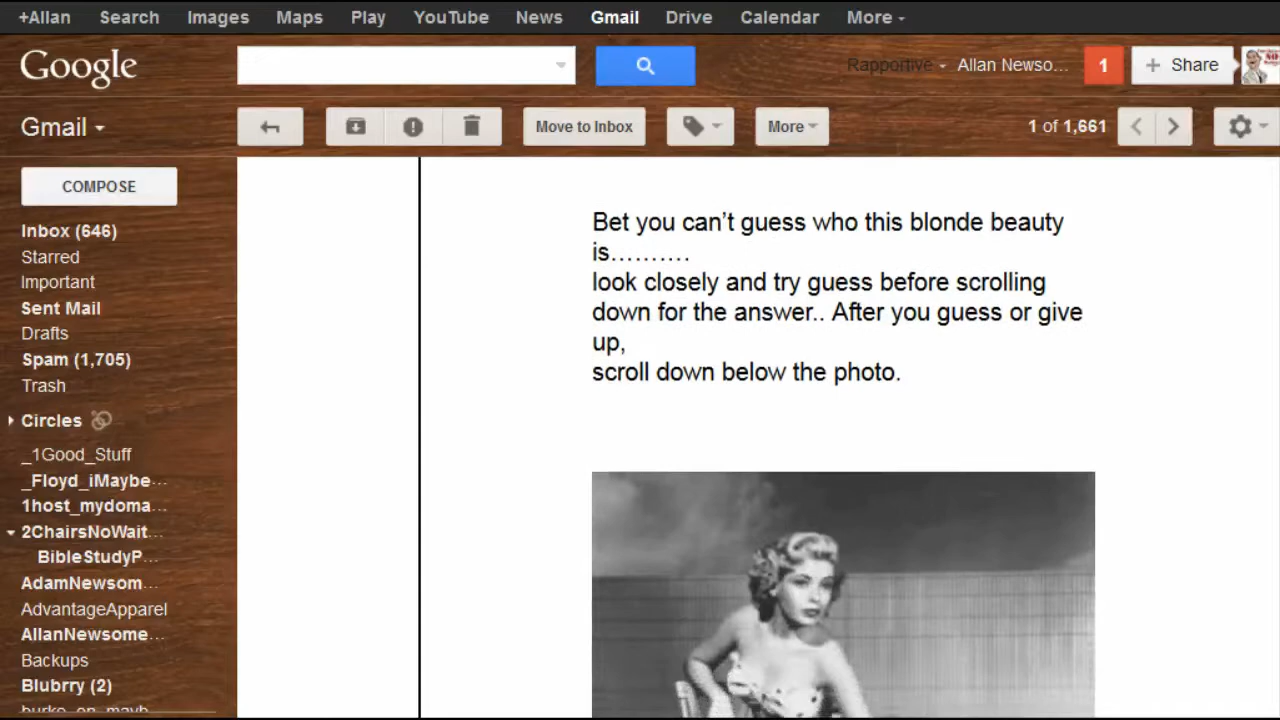 +Allan Search Images Maps Play YouTube News Gmail Drive Calendar More
Google
Rapportive Allan Newso... 1 + Share
Gmail
Move to Inbox
More
1 of 1,661
COMPOSE
Inbox (646)
Starred
Important
Sent Mail
Drafts
Spam (1,705)
Trash
Circles
_1Good_Stuff
_Floyd_iMaybe...
1host_mydoma...
2ChairsNoWait...
BibleStudyP...
AdamNewsom...
AdvantageApparel
AllanNewsome...
Backups
Blubrry (2)
Bet you can’t guess who this blonde beauty
is……….
look closely and try guess before scrolling
down for the answer.. After you guess or give
up,
scroll down below the photo.